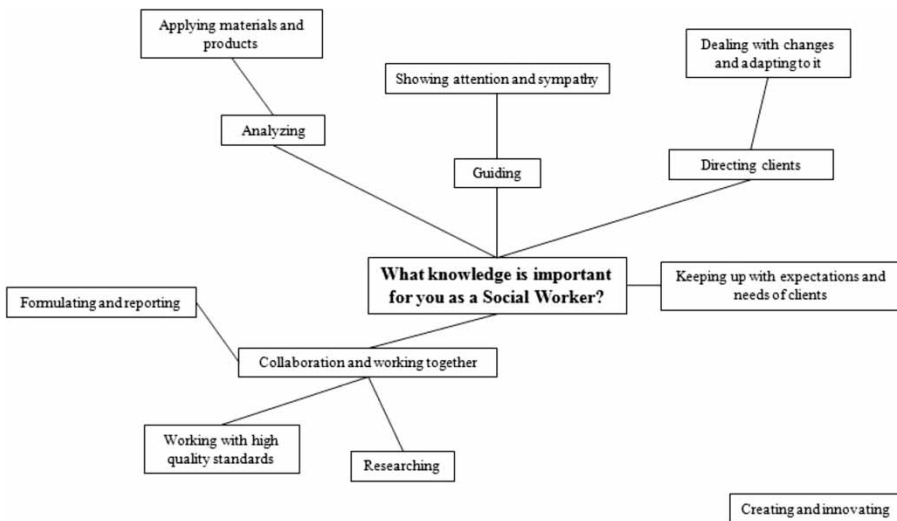 Applying materials and
products
Dealing with changes
and adapting to it
Showing attention and sympathy
Analyzing
Guiding
Directing clients
What knowledge is important
for you as a Social Worker?
Keeping up with expectations and
needs of clients
Formulating and reporting
Collaboration and working together
Working with high
quality standards
Researching
Creating and innovating